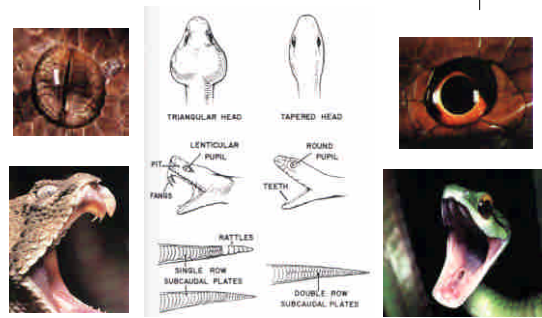 TRIANGULAR HEAD
TAPERED HEAD
LENTICULAR
PUPIL
PIT
FANGS
ROUND
PUPIL
TEETH
RATTLES
SINGLE ROW
SUBCAUDAL PLATES
DOUBLE ROW
SUBCAUDAL PLATES